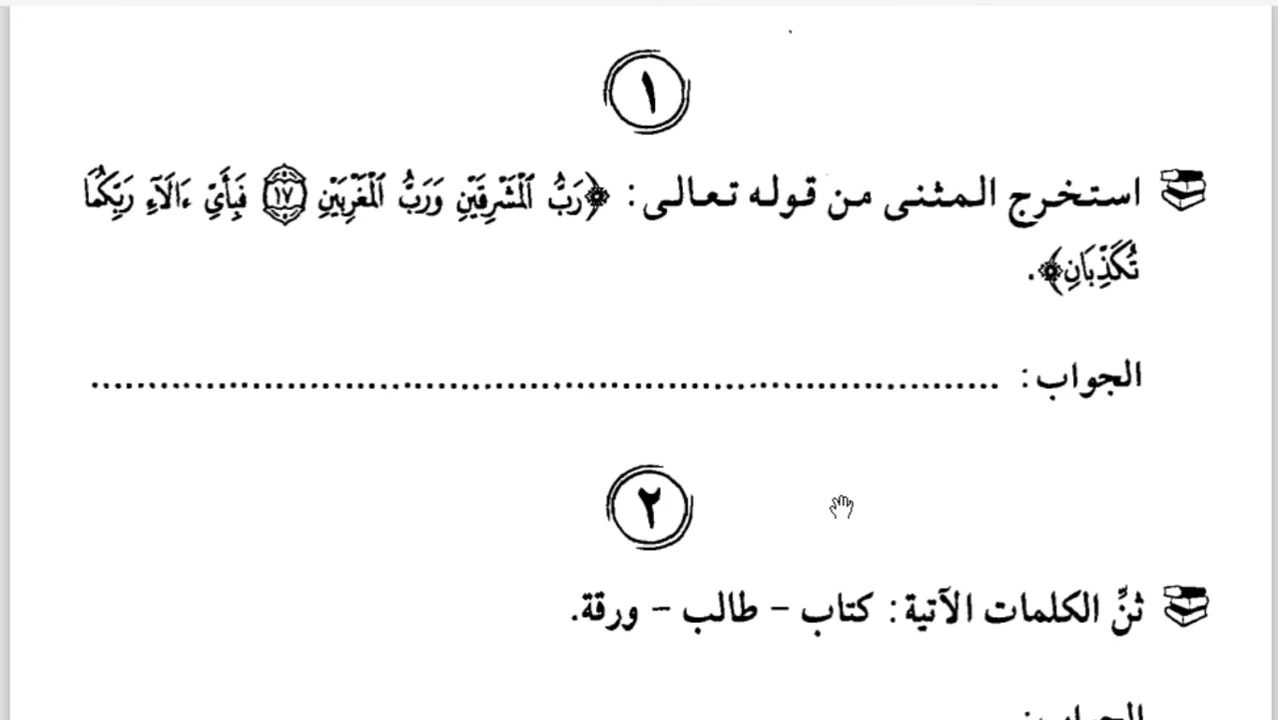 ١
استخرج المثنى من قوله تعالى: ﴿رَبُّ ٱلْمَشْرِقَيْنِ وَرَبُّ ٱلْمَغْرِبَيْنِ ١٧ فَبِأَيِّ ءَالَآءِ رَبِّكُمَا
تُكَذِّبَانِ﴾.
الجواب: ................................................................................
٢
ثنِّ الكلمات الآتية: كتاب - طالب - ورقة.
الجواب: